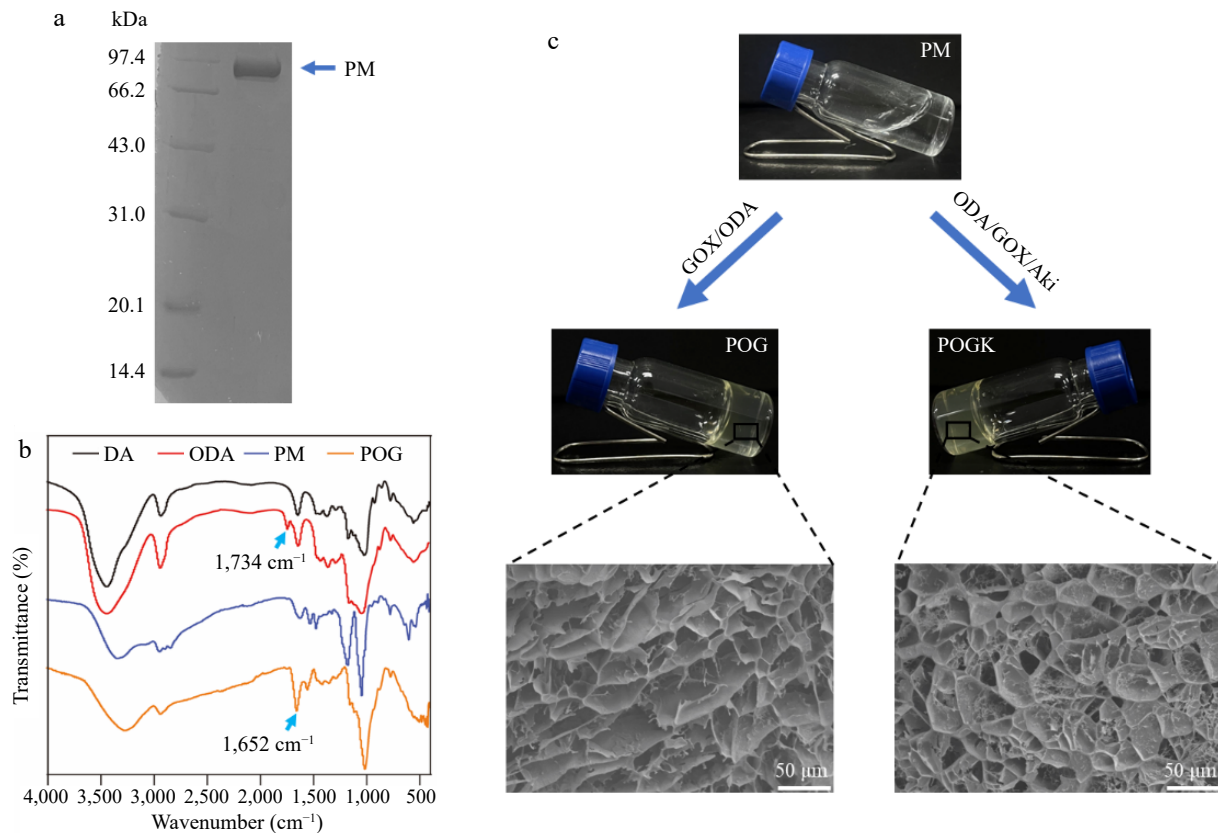 a
kDa
97.4
66.2
43.0
31.0
20.1
14.4
PM
b
DA ODA PM POG
1,734 cm⁻¹
1,652 cm⁻¹
Transmittance (%)
4,000 3,500 3,000 2,500 2,000 1,500 1,000 500
Wavenumber (cm⁻¹)
c
PM
GOX/ODA
ODA/GOX/Aki
POG
POGK
50 μm
50 μm